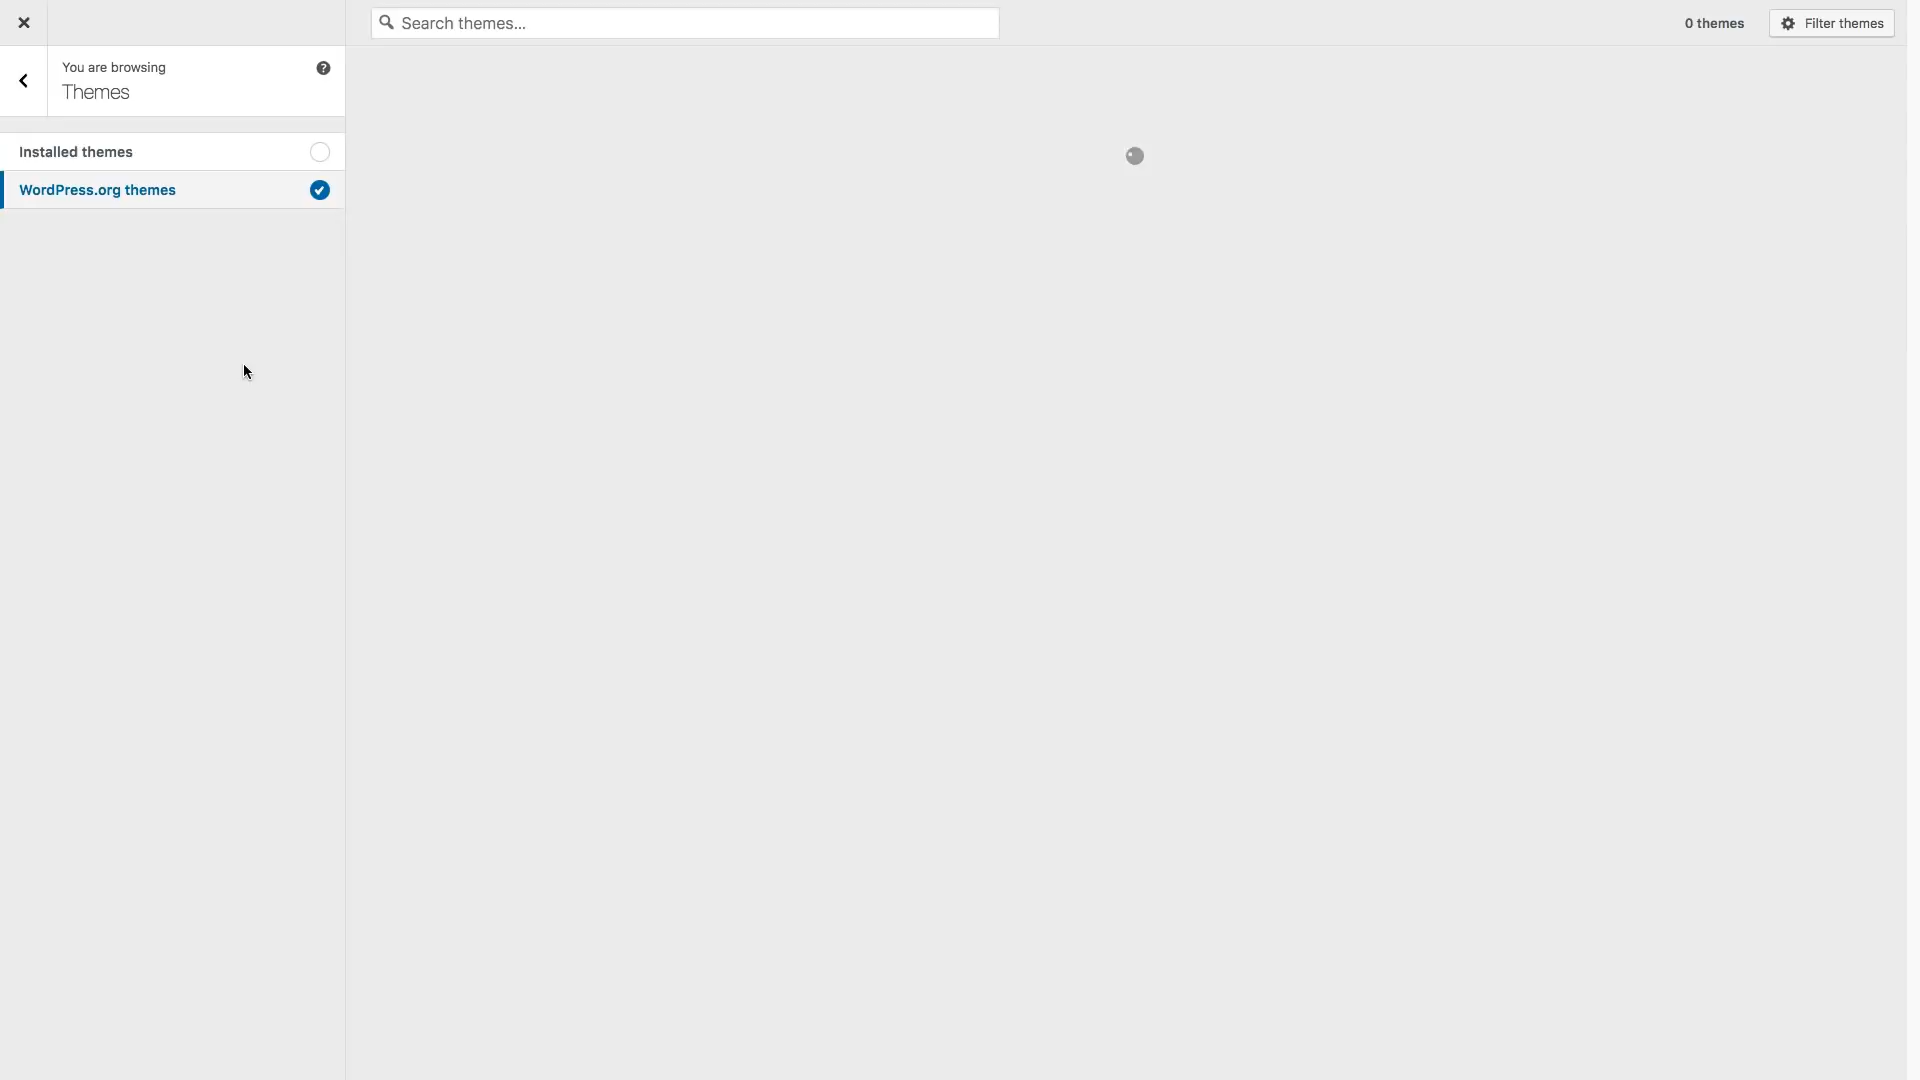 Search themes...
0 themes
Filter themes
You are browsing
Themes
Installed themes
WordPress.org themes